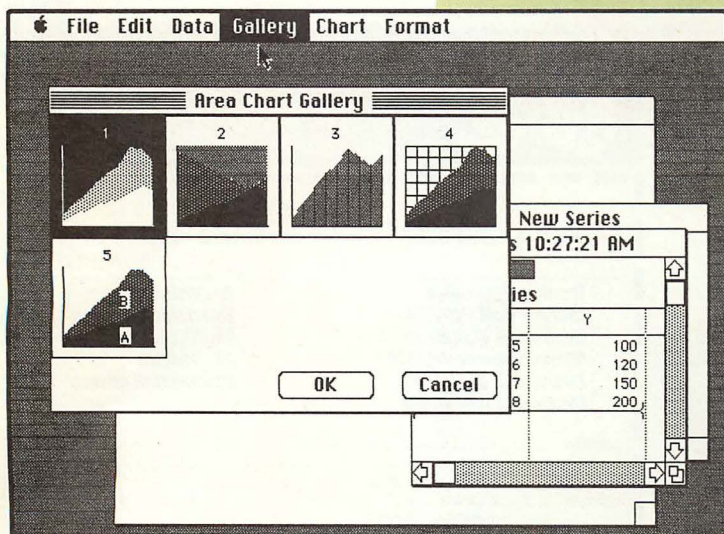 File Edit Data Gallery Chart Format
Area Chart Gallery
1 2 3 4
5
B
A
OK Cancel
New Series
s 10:27:21 AM
ies
Y
5 100
6 120
7 150
8 200